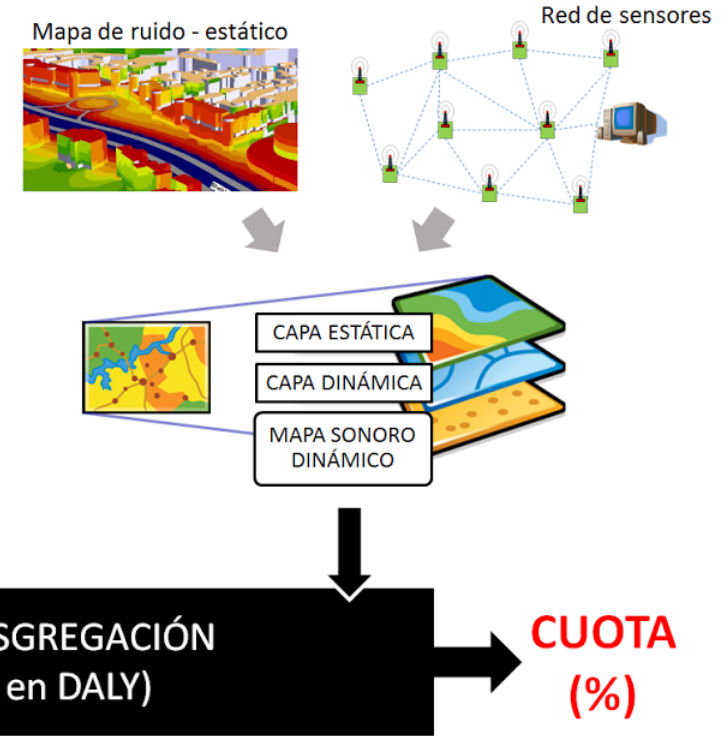 Mapa de ruido - estático
Red de sensores
CAPA ESTÁTICA
CAPA DINÁMICA
MAPA SONORO
DINÁMICO
SGREGACIÓN
en DALY)
CUOTA
(%)